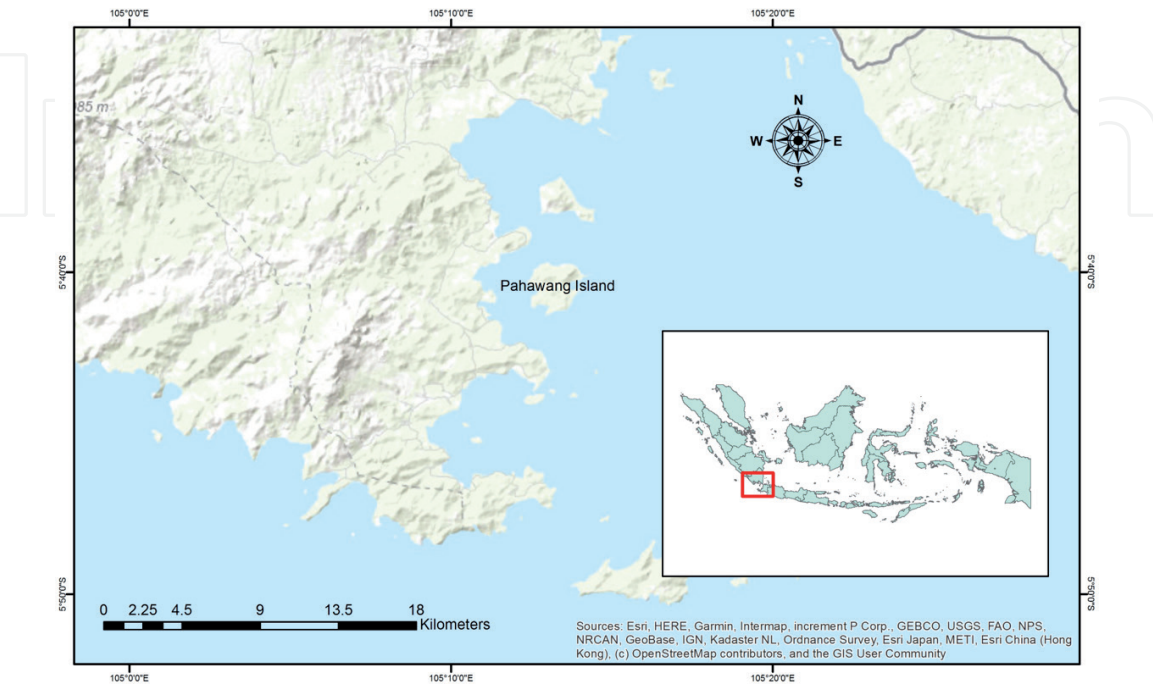 105°0'0"E 105°10'0"E 105°20'0"E
85 m
N
W E
S
5°40'0"S 5°40'0"S
Pahawang Island
5°50'0"S 5°50'0"S
0 2.25 4.5 9 13.5 18
Kilometers
Sources: Esri, HERE, Garmin, Intermap, increment P Corp., GEBCO, USGS, FAO, NPS,
NRCAN, GeoBase, IGN, Kadaster NL, Ordnance Survey, Esri Japan, METI, Esri China (Hong
Kong), (c) OpenStreetMap contributors, and the GIS User Community
105°0'0"E 105°10'0"E 105°20'0"E